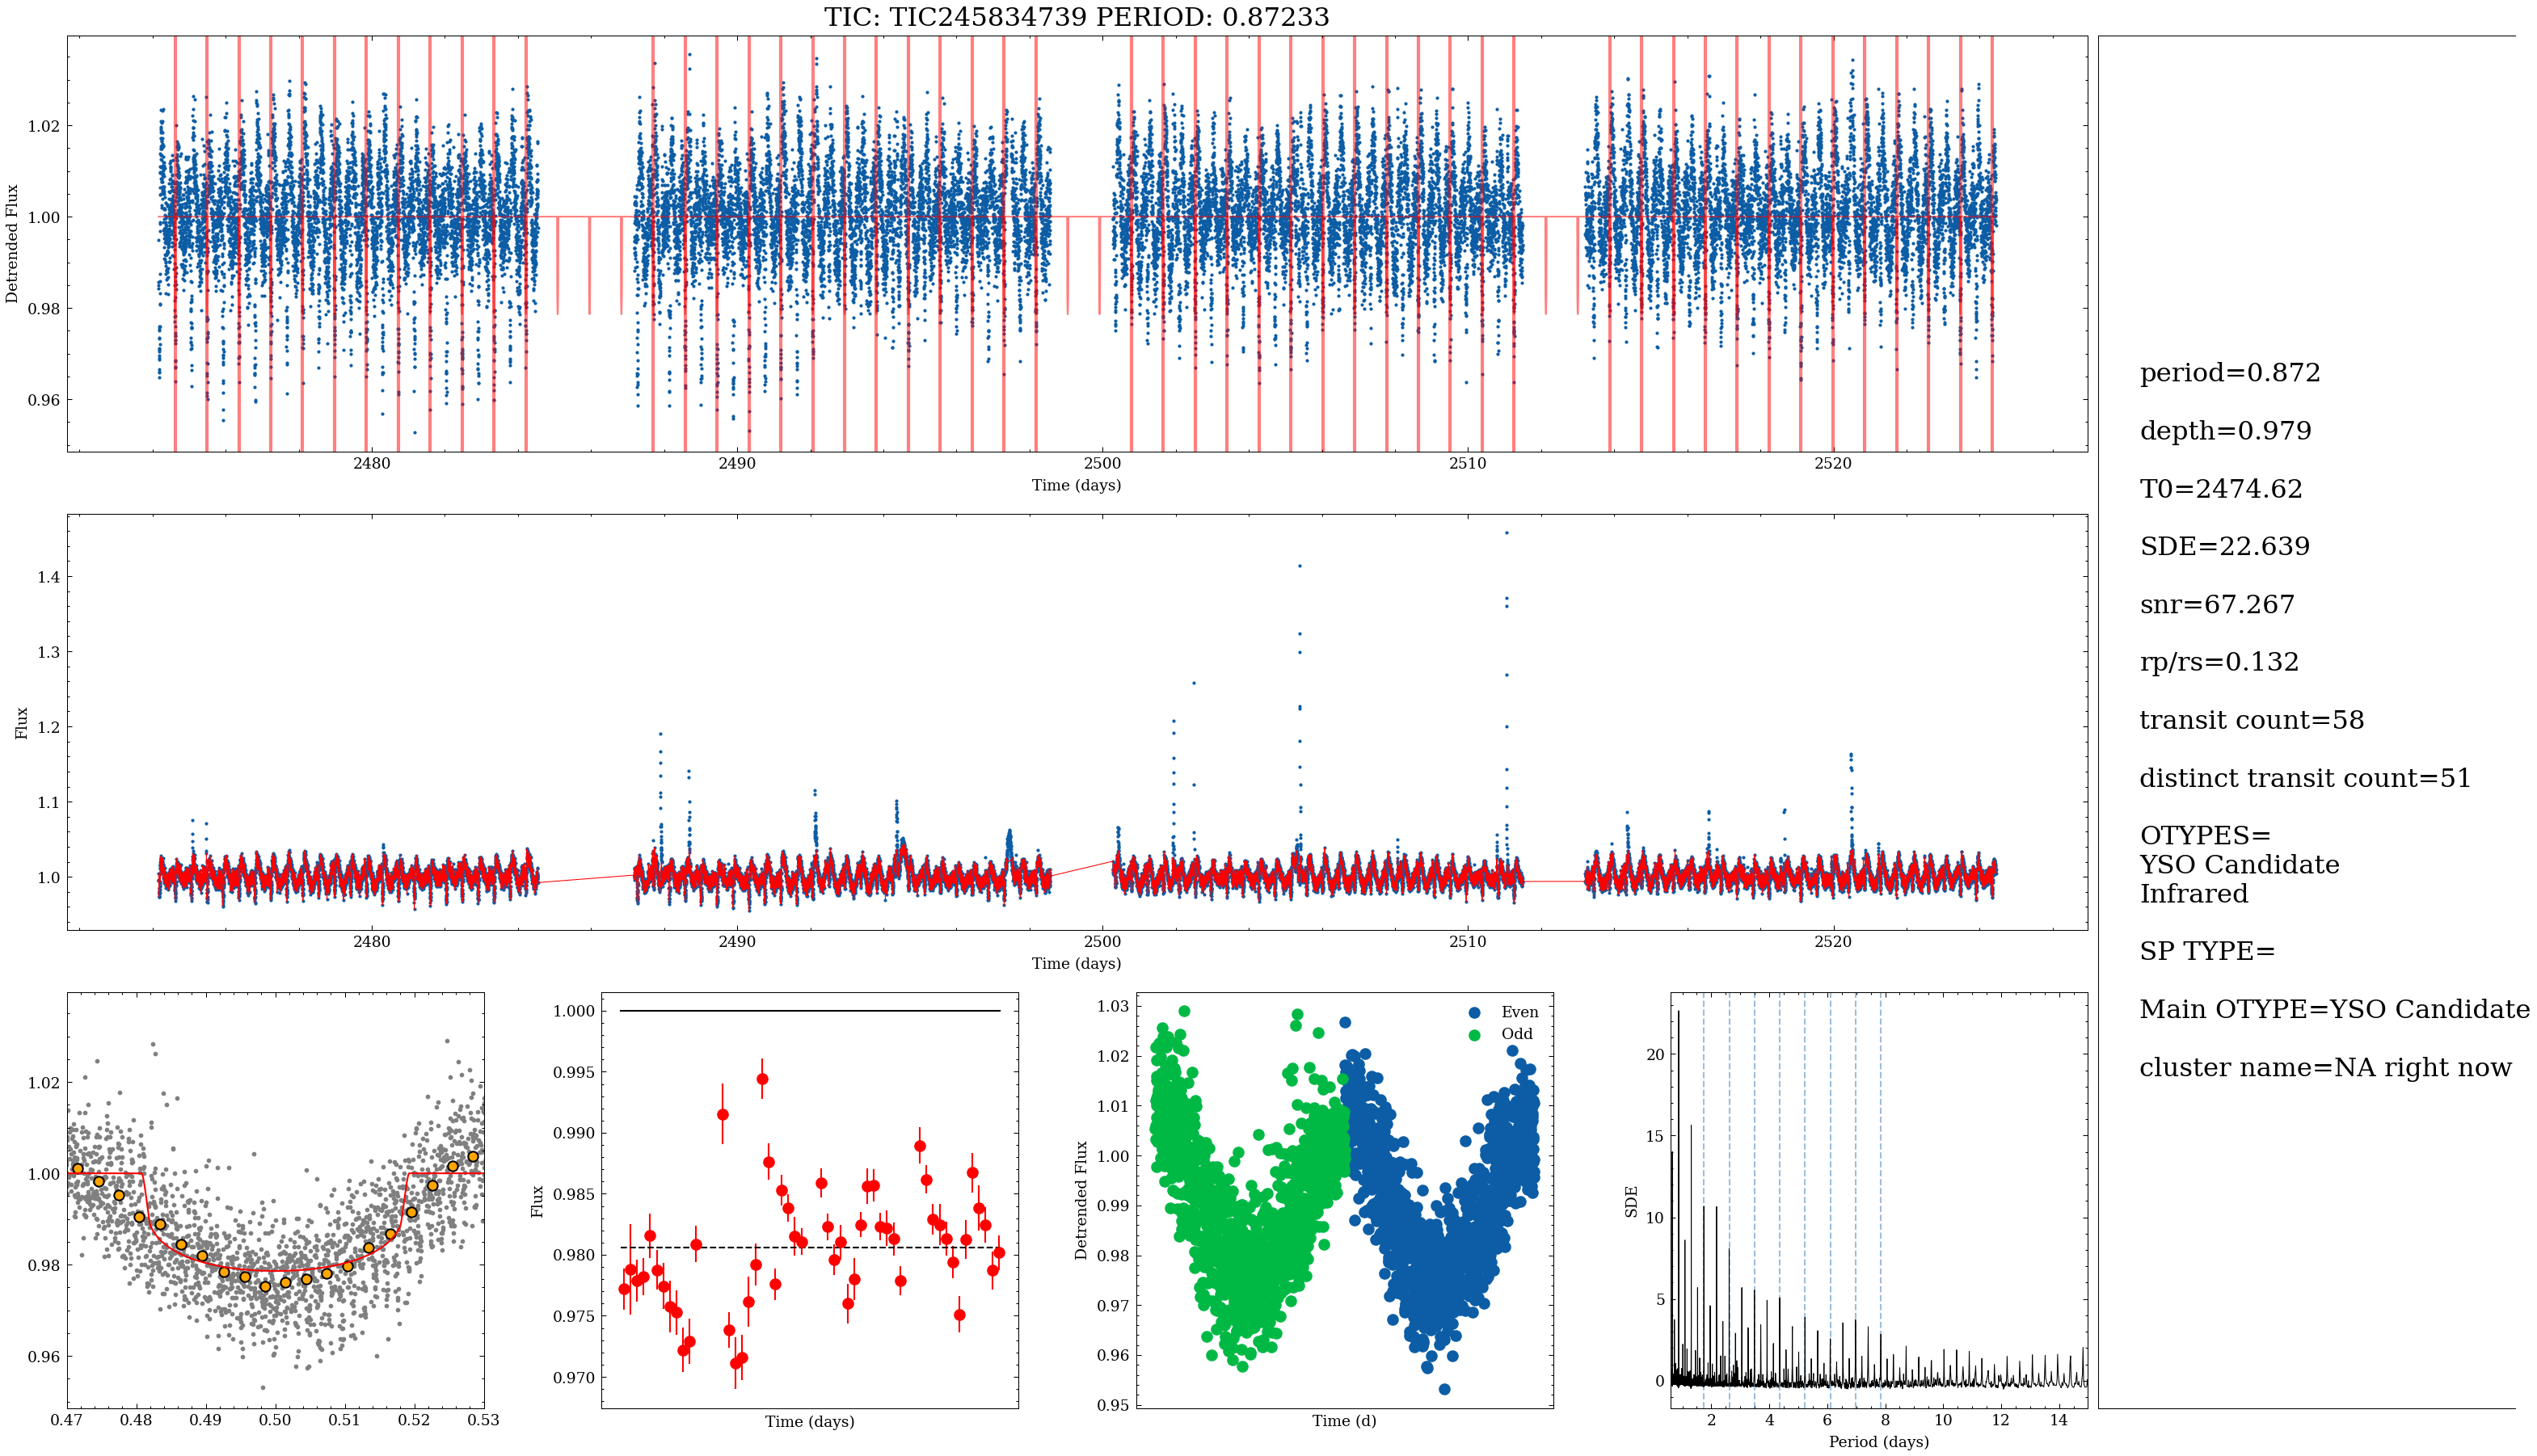 TIC: TIC245834739 PERIOD: 0.87233
Detrended Flux
1.02
1.00
0.98
0.96
2480
2490
2500
2510
2520
Time (days)
Flux
1.4
1.3
1.2
1.1
1.0
2480
2490
2500
2510
2520
Time (days)
1.02
1.00
0.98
0.96
0.47
0.48
0.49
0.50
0.51
0.52
0.53
Flux
1.000
0.995
0.990
0.985
0.980
0.975
0.970
Time (days)
Detrended Flux
1.03
1.02
1.01
1.00
0.99
0.98
0.97
0.96
0.95
Even
Odd
Time (d)
SDE
20
15
10
5
0
2
4
6
8
10
12
14
Period (days)
period=0.872
depth=0.979
T0=2474.62
SDE=22.639
snr=67.267
rp/rs=0.132
transit count=58
distinct transit count=51
OTYPES=
YSO Candidate
Infrared
SP TYPE=
Main OTYPE=YSO Candidate
cluster name=NA right now